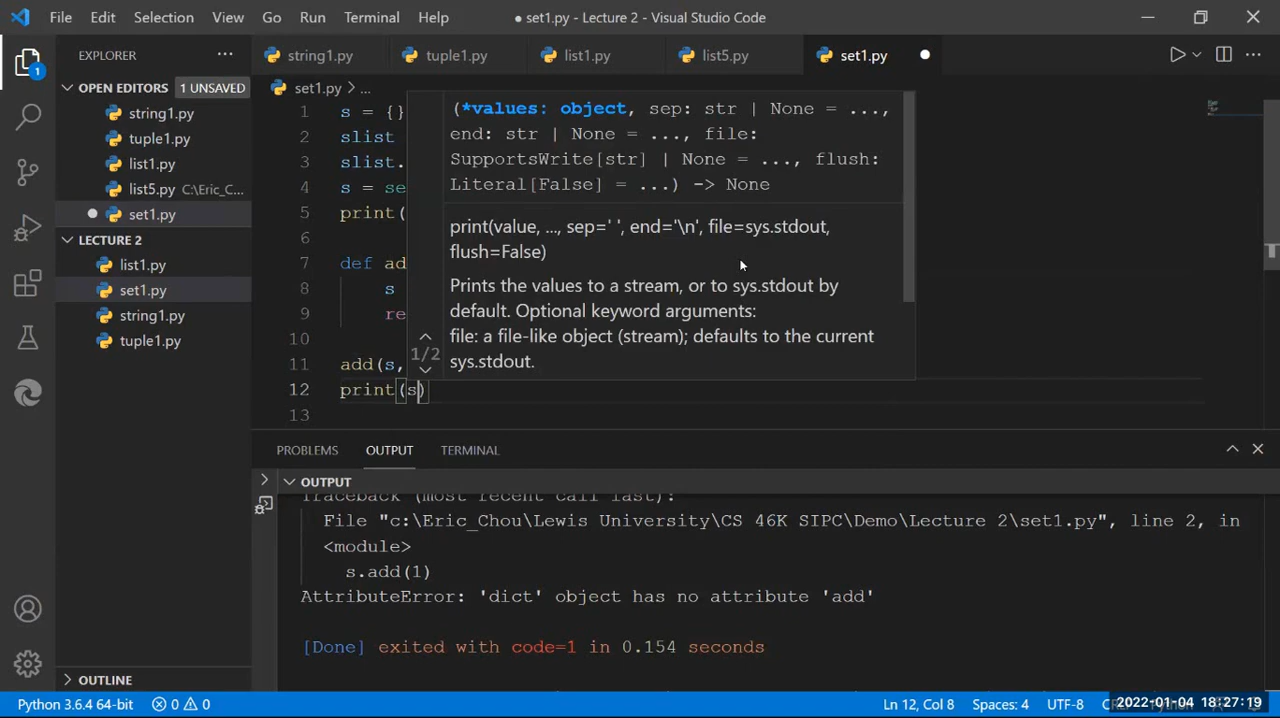 File Edit Selection View Go Run Terminal Help ● set1.py - Lecture 2 - Visual Studio Code
EXPLORER ... string1.py tuple1.py list1.py list5.py set1.py ● ...
OPEN EDITORS 1 UNSAVED
string1.py
tuple1.py
list1.py
list5.py C:\Eric_C...
● set1.py
LECTURE 2
list1.py
set1.py
string1.py
tuple1.py
OUTLINE
1
set1.py > ...
1 s = {}
2 slist
3 slist.
4 s = se
5 print(
6
7 def ad
8 s
9 re
10
11 add(s,
12 print(s)
13
(*values: object, sep: str | None = ...,
end: str | None = ..., file:
SupportsWrite[str] | None = ..., flush:
Literal[False] = ...) -> None
print(value, ..., sep=' ', end='\n', file=sys.stdout,
flush=False)
Prints the values to a stream, or to sys.stdout by
default. Optional keyword arguments:
file: a file-like object (stream); defaults to the current
sys.stdout.
1/2
PROBLEMS OUTPUT TERMINAL
OUTPUT
Traceback (most recent call last):
File "c:\Eric_Chou\Lewis University\CS 46K SIPC\Demo\Lecture 2\set1.py", line 2, in
<module>
s.add(1)
AttributeError: 'dict' object has no attribute 'add'
[Done] exited with code=1 in 0.154 seconds
Python 3.6.4 64-bit 0 0 Ln 12, Col 8 Spaces: 4 UTF-8 2022-01-04 18:27:19